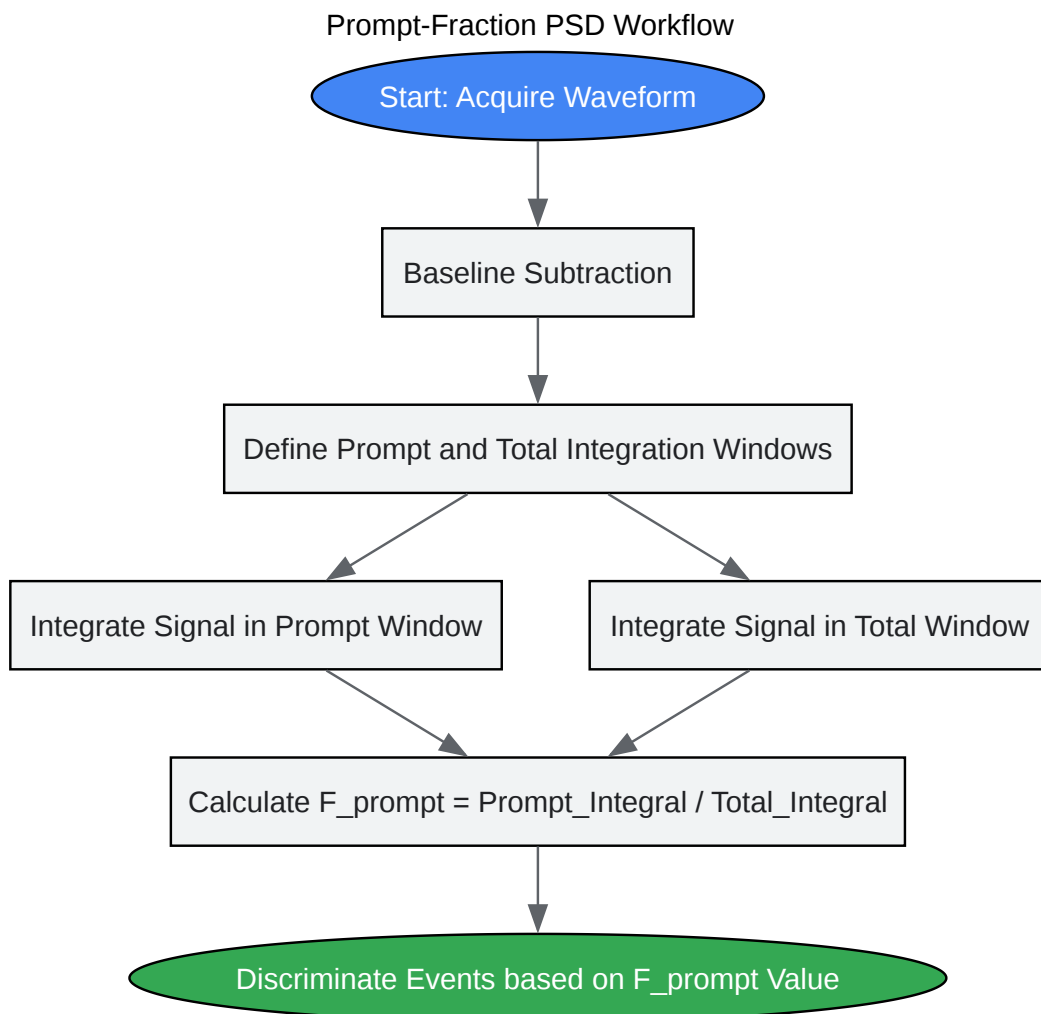 Prompt-Fraction PSD Workflow
Start: Acquire Waveform
Baseline Subtraction
Define Prompt and Total Integration Windows
Integrate Signal in Prompt Window
Integrate Signal in Total Window
Calculate F_prompt = Prompt_Integral / Total_Integral
Discriminate Events based on F_prompt Value